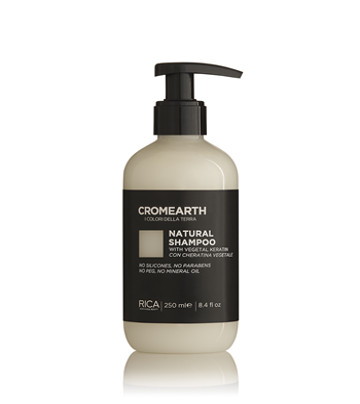 CROMEARTH
I COLORI DELLA TERRA
NATURAL
SHAMPOO
WITH VEGETAL KERATIN
CON CHERATINA VEGETALE
NO SILICONES, NO PARABENS
NO PEG, NO MINERAL OIL.
RICA
250 ml℮ 8.4 fl oz